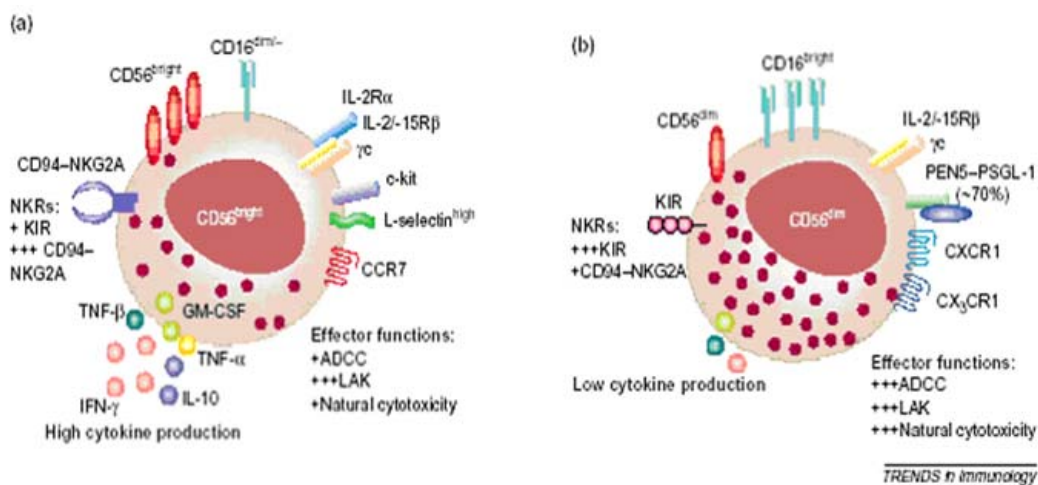 (a)
CD16ᵈⁱᵐ/⁻
CD56ᵇʳⁱᵍʰᵗ
IL-2Rα
IL-2/-15Rβ
γc
CD94–NKG2A
c-kit
CD56ᵇʳⁱᵍʰᵗ
L-selectinʰⁱᵍʰ
NKRs:
+ KIR
+++ CD94–
NKG2A
CCR7
TNF-β
GM-CSF
TNF-α
IFN-γ
IL-10
High cytokine production
Effector functions:
+ADCC
+++LAK
+Natural cytotoxicity
(b)
CD16ᵇʳⁱᵍʰᵗ
CD56ᵈⁱᵐ
IL-2/-15Rβ
γc
PEN5–PSGL-1
(~70%)
KIR
CD56ᵈⁱᵐ
NKRs:
+++KIR
+CD94–NKG2A
CXCR1
CX₃CR1
Low cytokine production
Effector functions:
+++ADCC
+++LAK
+++Natural cytotoxicity
TRENDS in Immunology